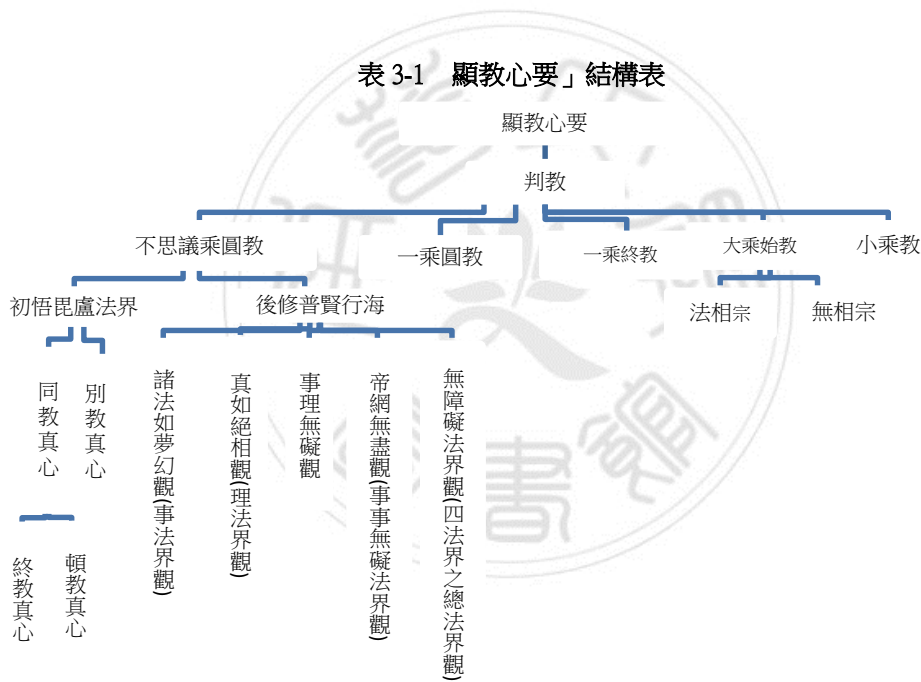 表 3-1 顯教心要」結構表
顯教心要
判教
不思議乘圓教
一乘圓教
一乘終教
大乘始教
小乘教
初悟毘盧法界
後修普賢行海
法相宗
無相宗
同教真心
別教真心
諸法如夢幻觀(事法界觀)
真如絕相觀(理法界觀)
事理無礙觀
帝網無盡觀(事事無礙法界觀)
無障礙法界觀(四法界之總法界觀)
終教真心
頓教真心